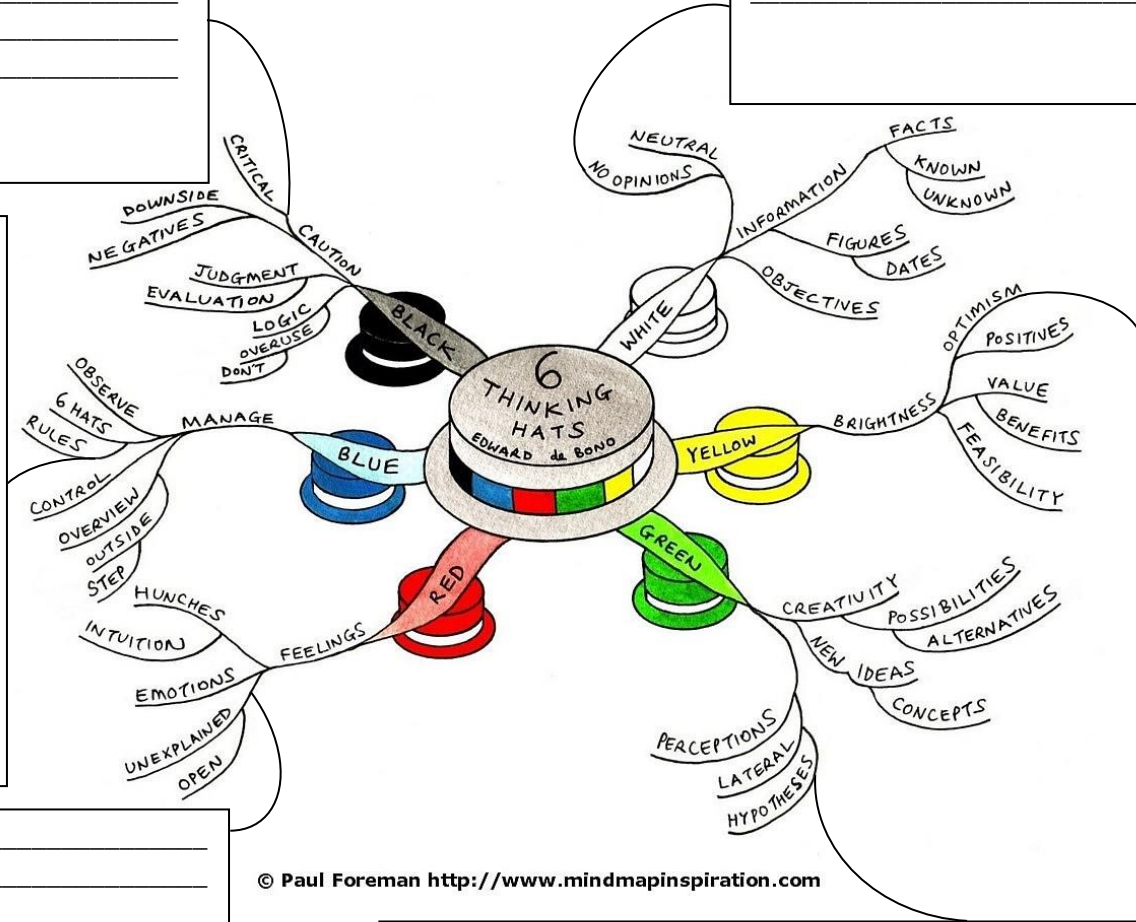 6
THINKING
HATS
EDWARD de BONO
WHITE
NEUTRAL
NO OPINIONS
INFORMATION
FACTS
KNOWN
UNKNOWN
FIGURES
DATES
OBJECTIVES
YELLOW
BRIGHTNESS
OPTIMISM
POSITIVES
VALUE
BENEFITS
FEASIBILITY
GREEN
CREATIVITY
POSSIBILITIES
ALTERNATIVES
NEW IDEAS
CONCEPTS
PERCEPTIONS
LATERAL
HYPOTHESES
RED
FEELINGS
HUNCHES
INTUITION
EMOTIONS
UNEXPLAINED
OPEN
BLUE
MANAGE
OBSERVE
6 HATS
RULES
CONTROL
OVERVIEW
OUTSIDE
STEP
BLACK
CAUTION
CRITICAL
DOWNSIDE
NEGATIVES
JUDGMENT
EVALUATION
LOGIC
OVERUSE
DON'T
© Paul Foreman http://www.mindmapinspiration.com